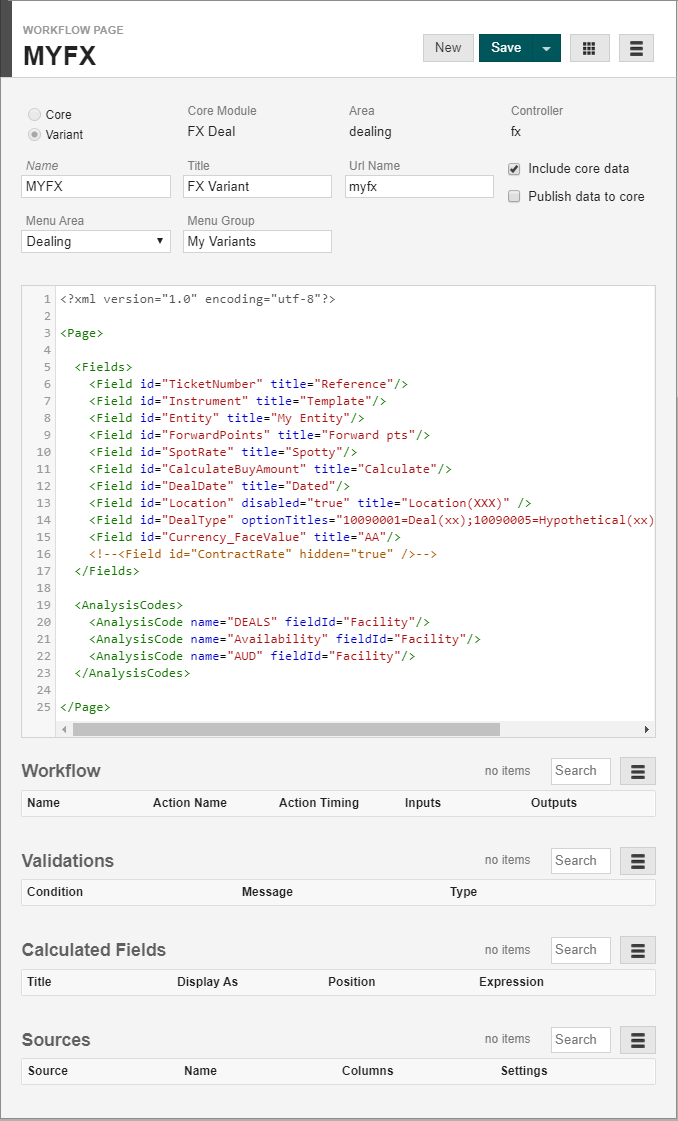 WORKFLOW PAGE
MYFX
New Save
Core
Variant
Core Module Area Controller
FX Deal dealing fx
Name Title Url Name
MYFX FX Variant myfx
Include core data
Publish data to core
Menu Area Menu Group
Dealing My Variants
1 <?xml version="1.0" encoding="utf-8"?>
2
3 <Page>
4
5 <Fields>
6 <Field id="TicketNumber" title="Reference"/>
7 <Field id="Instrument" title="Template"/>
8 <Field id="Entity" title="My Entity"/>
9 <Field id="ForwardPoints" title="Forward pts"/>
10 <Field id="SpotRate" title="Spotty"/>
11 <Field id="CalculateBuyAmount" title="Calculate"/>
12 <Field id="DealDate" title="Dated"/>
13 <Field id="Location" disabled="true" title="Location(XXX)" />
14 <Field id="DealType" optionTitles="10090001=Deal(xx);10090005=Hypothetical(xx)
15 <Field id="Currency_FaceValue" title="AA"/>
16 <!--<Field id="ContractRate" hidden="true" />-->
17 </Fields>
18
19 <AnalysisCodes>
20 <AnalysisCode name="DEALS" fieldId="Facility"/>
21 <AnalysisCode name="Availability" fieldId="Facility"/>
22 <AnalysisCode name="AUD" fieldId="Facility"/>
23 </AnalysisCodes>
24
25 </Page>
Workflow no items Search
Name Action Name Action Timing Inputs Outputs
Validations no items Search
Condition Message Type
Calculated Fields no items Search
Title Display As Position Expression
Sources no items Search
Source Name Columns Settings